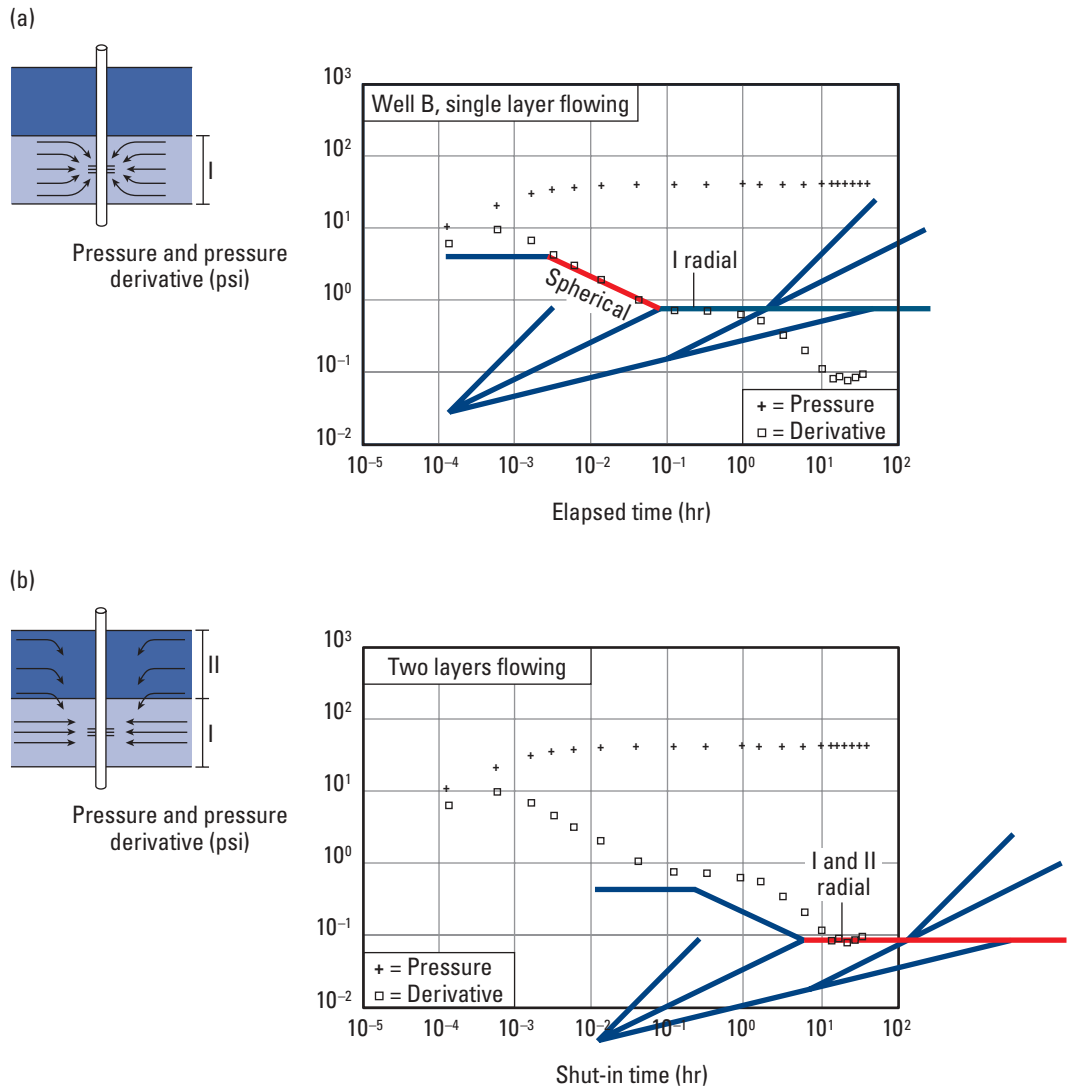 (a)
I
Pressure and pressure
derivative (psi)
Well B, single layer flowing
10³
10²
10¹
10⁰
10⁻¹
10⁻²
Spherical
I radial
+ = Pressure
□ = Derivative
10⁻⁵ 10⁻⁴ 10⁻³ 10⁻² 10⁻¹ 10⁰ 10¹ 10²
Elapsed time (hr)
(b)
II
I
Pressure and pressure
derivative (psi)
Two layers flowing
10³
10²
10¹
10⁰
10⁻¹
10⁻²
I and II
radial
+ = Pressure
□ = Derivative
10⁻⁵ 10⁻⁴ 10⁻³ 10⁻² 10⁻¹ 10⁰ 10¹ 10²
Shut-in time (hr)